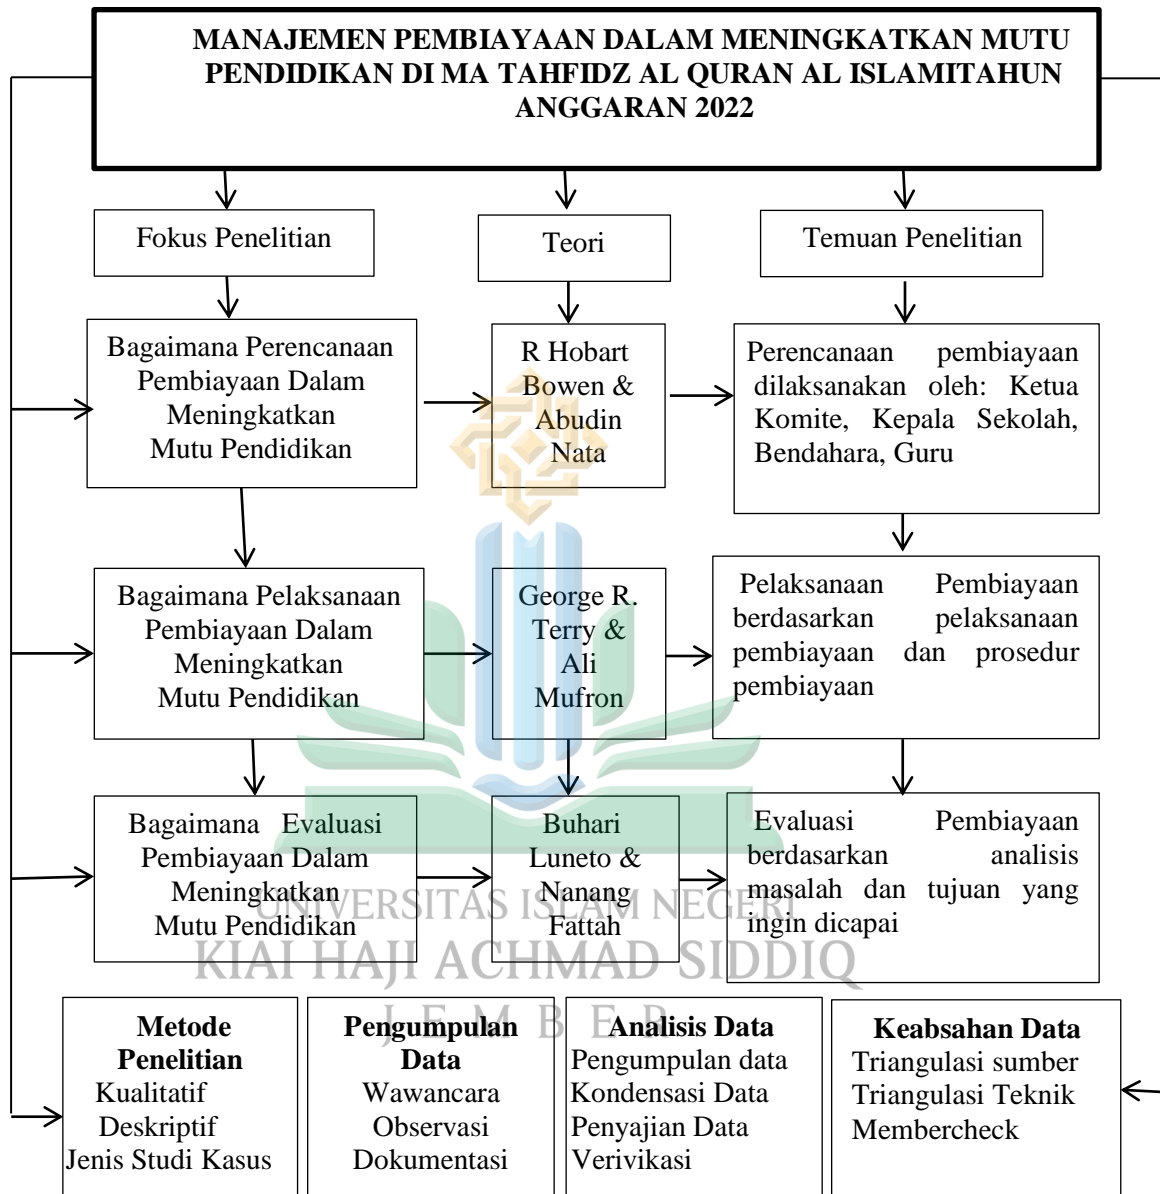 MANAJEMEN PEMBIAYAAN DALAM MENINGKATKAN MUTU
PENDIDIKAN DI MA TAHFIDZ AL QURAN AL ISLAMITAHUN
ANGGARAN 2022
Fokus Penelitian
Teori
Temuan Penelitian
Bagaimana Perencanaan
Pembiayaan Dalam
Meningkatkan
Mutu Pendidikan
R Hobart
Bowen &
Abudin
Nata
Perencanaan pembiayaan
dilaksanakan oleh: Ketua
Komite, Kepala Sekolah,
Bendahara, Guru
Bagaimana Pelaksanaan
Pembiayaan Dalam
Meningkatkan
Mutu Pendidikan
George R.
Terry &
Ali
Mufron
Pelaksanaan Pembiayaan
berdasarkan pelaksanaan
pembiayaan dan prosedur
pembiayaan
Bagaimana Evaluasi
Pembiayaan Dalam
Meningkatkan
Mutu Pendidikan
Buhari
Luneto &
Nanang
Fattah
Evaluasi Pembiayaan
berdasarkan analisis
masalah dan tujuan yang
ingin dicapai
UNIVERSITAS ISLAM NEGERI
KIAI HAJI ACHMAD SIDDIQ
JEMBER
Metode
Penelitian
Kualitatif
Deskriptif
Jenis Studi Kasus
Pengumpulan
Data
Wawancara
Observasi
Dokumentasi
Analisis Data
Pengumpulan data
Kondensasi Data
Penyajian Data
Verivikasi
Keabsahan Data
Triangulasi sumber
Triangulasi Teknik
Membercheck